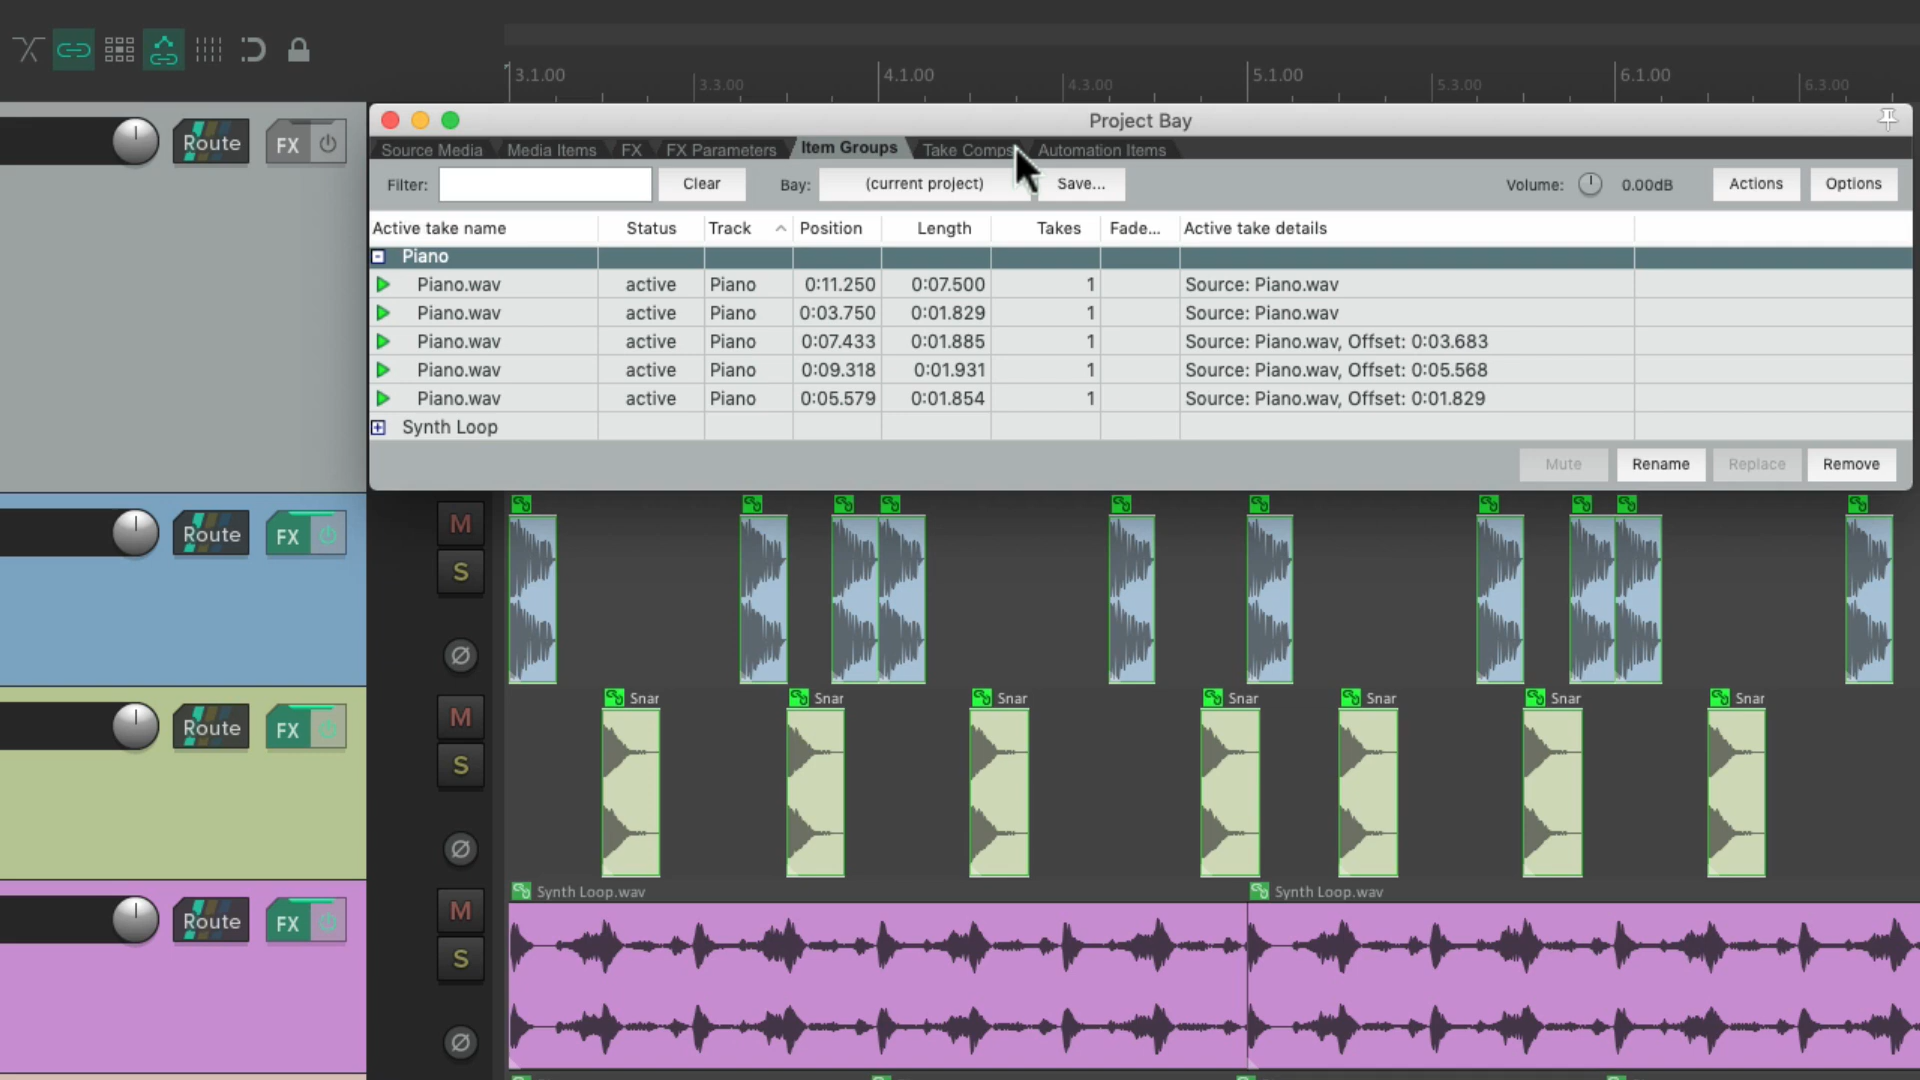 3.1.00 3.3.00 4.1.00 4.3.00 5.1.00 5.3.00 6.1.00 6.3.00
Project Bay
Route FX
Source Media Media Items FX FX Parameters Item Groups Take Comps Automation Items
Filter: Clear Bay: (current project) Save... Volume: 0.00dB Actions Options
Active take name Status Track Position Length Takes Fade... Active take details
Piano
Piano.wav active Piano 0:11.250 0:07.500 1 Source: Piano.wav
Piano.wav active Piano 0:03.750 0:01.829 1 Source: Piano.wav
Piano.wav active Piano 0:07.433 0:01.885 1 Source: Piano.wav, Offset: 0:03.683
Piano.wav active Piano 0:09.318 0:01.931 1 Source: Piano.wav, Offset: 0:05.568
Piano.wav active Piano 0:05.579 0:01.854 1 Source: Piano.wav, Offset: 0:01.829
Synth Loop
Mute Rename Replace Remove
Route FX M
S
Snar Snar Snar Snar Snar Snar Snar
Route FX M
S
Synth Loop.wav Synth Loop.wav
Route FX M
S